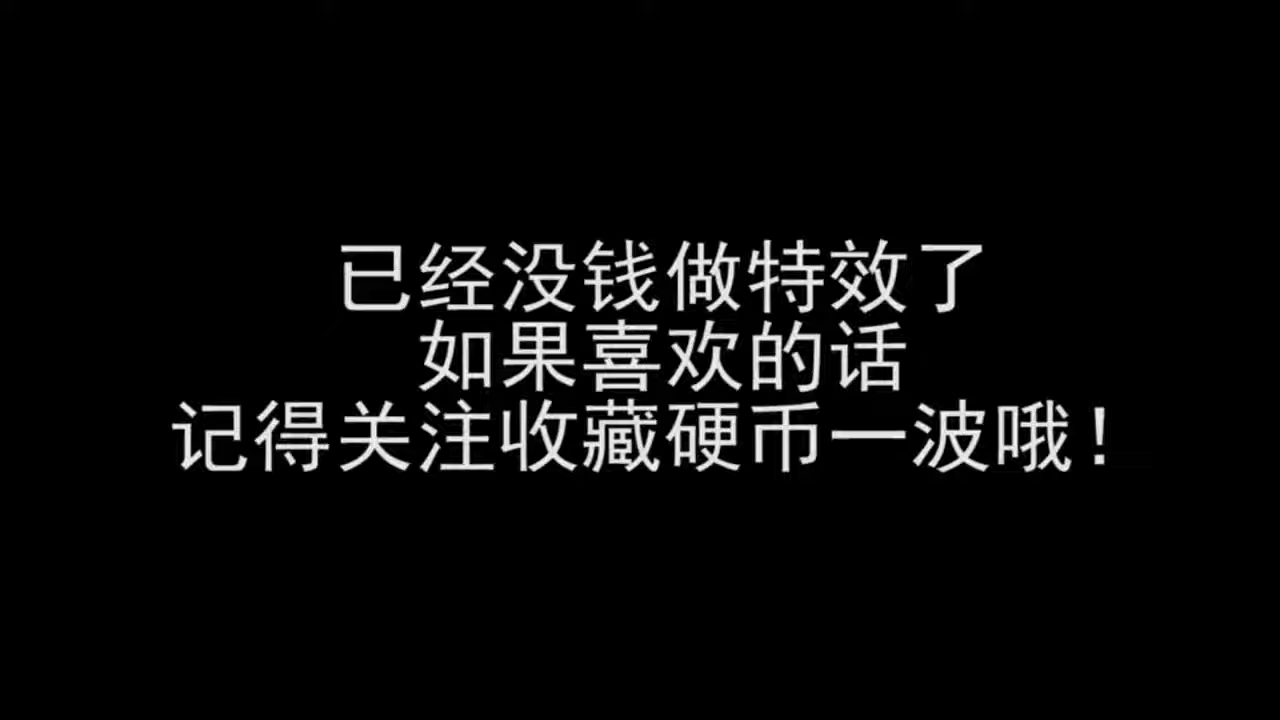 已经没钱做特效了
如果喜欢的话
记得关注收藏硬币一波哦！